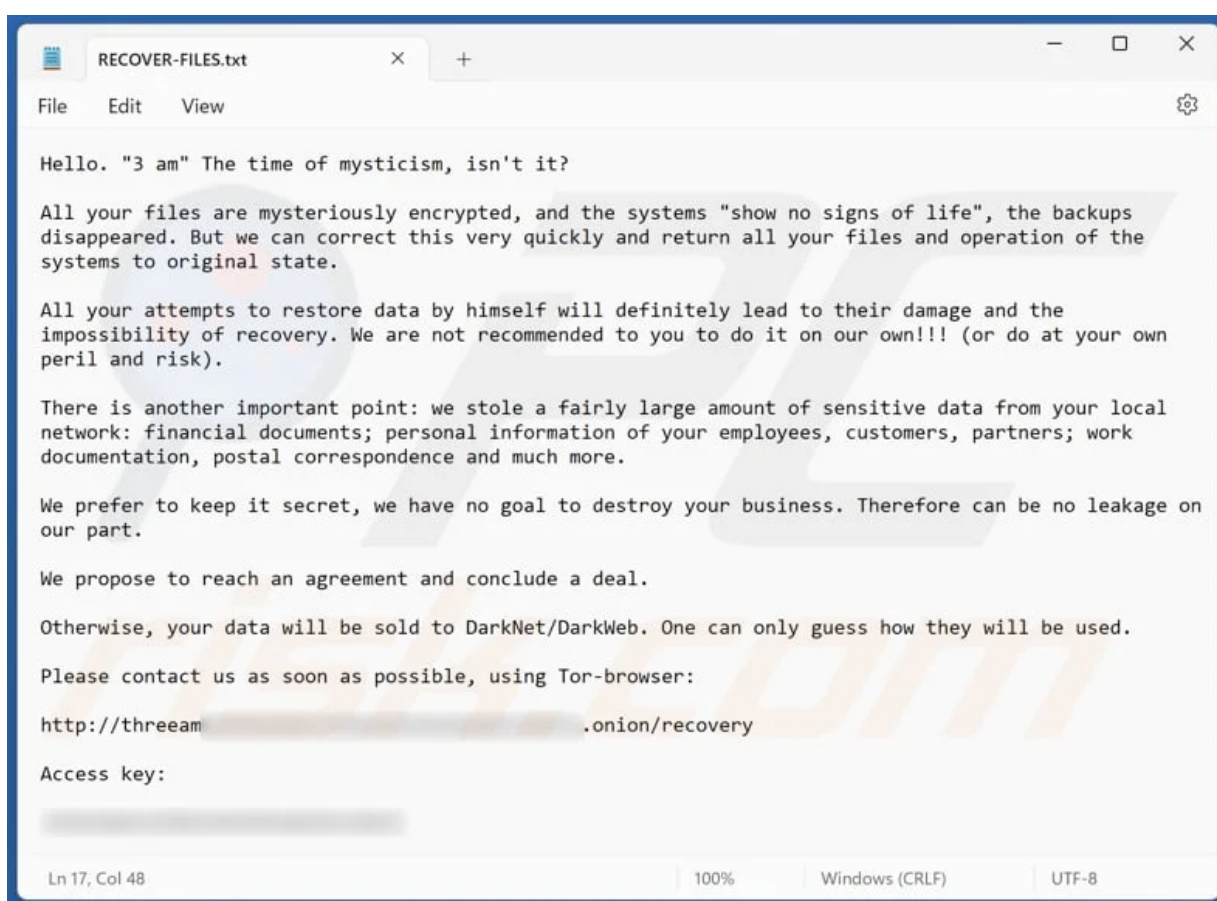 RECOVER-FILES.txt
File Edit View
Hello. "3 am" The time of mysticism, isn't it?
All your files are mysteriously encrypted, and the systems "show no signs of life", the backups
disappeared. But we can correct this very quickly and return all your files and operation of the
systems to original state.
All your attempts to restore data by himself will definitely lead to their damage and the
impossibility of recovery. We are not recommended to you to do it on our own!!! (or do at your own
peril and risk).
There is another important point: we stole a fairly large amount of sensitive data from your local
network: financial documents; personal information of your employees, customers, partners; work
documentation, postal correspondence and much more.
We prefer to keep it secret, we have no goal to destroy your business. Therefore can be no leakage on
our part.
We propose to reach an agreement and conclude a deal.
Otherwise, your data will be sold to DarkNet/DarkWeb. One can only guess how they will be used.
Please contact us as soon as possible, using Tor-browser:
http://threeam .onion/recovery
Access key:
Ln 17, Col 48 100% Windows (CRLF) UTF-8
PC
risk.com